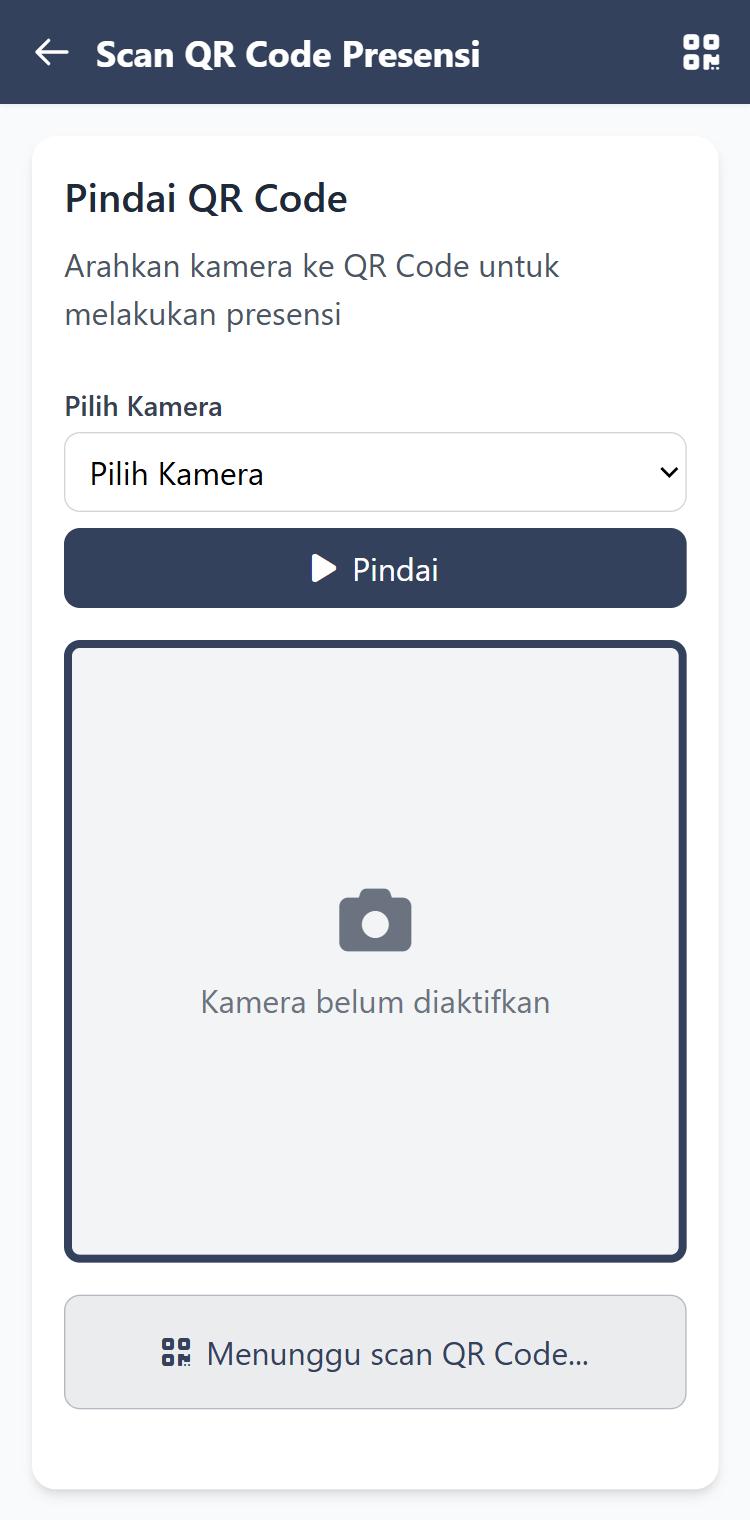 Scan QR Code Presensi
Pindai QR Code
Arahkan kamera ke QR Code untuk
melakukan presensi
Pilih Kamera
Pilih Kamera
Pindai
Kamera belum diaktifkan
Menunggu scan QR Code...